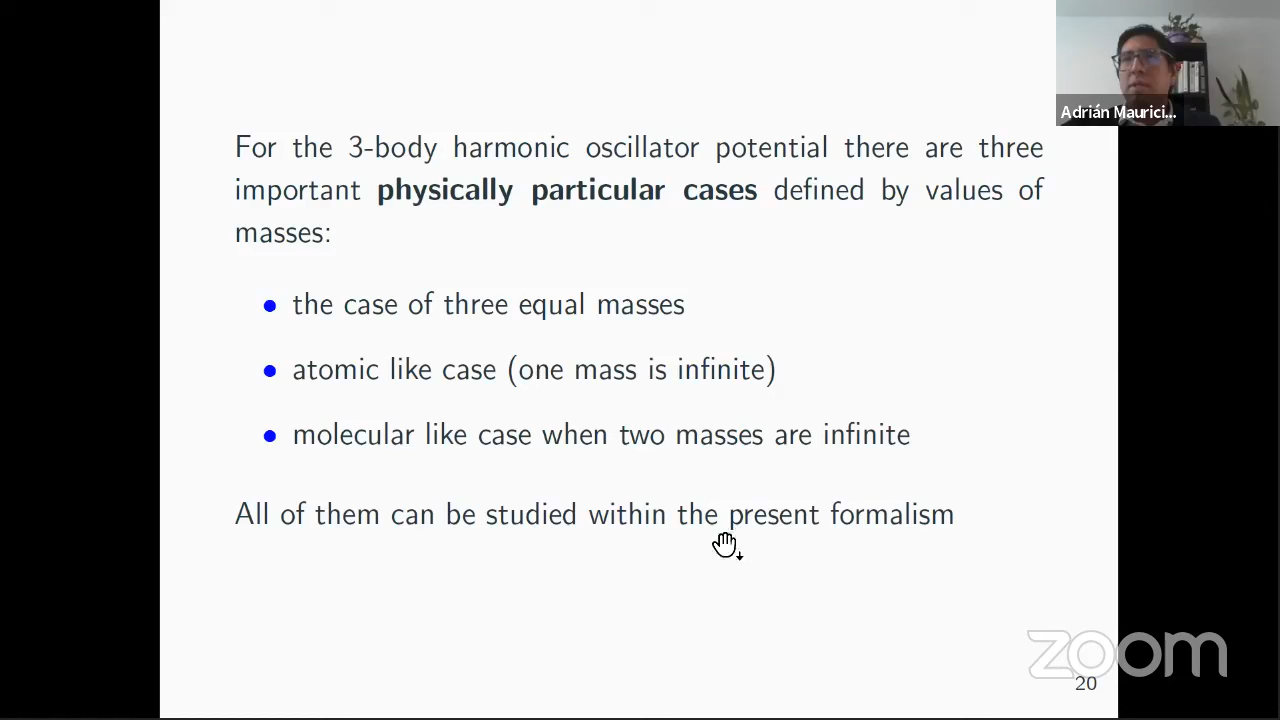 Adrián Maurici...
For the 3-body harmonic oscillator potential there are three
important physically particular cases defined by values of
masses:
• the case of three equal masses
• atomic like case (one mass is infinite)
• molecular like case when two masses are infinite
All of them can be studied within the present formalism
zoom
20